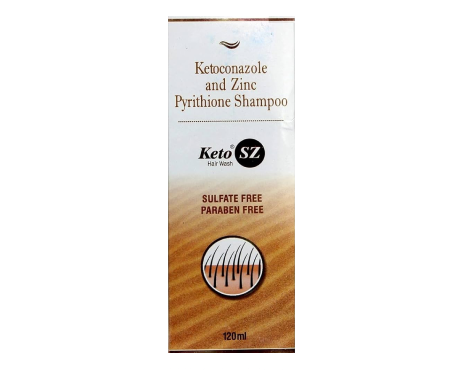 Ketoconazole
and Zinc
Pyrithione Shampoo
Keto® SZ
Hair Wash
SULFATE FREE
PARABEN FREE
120ml